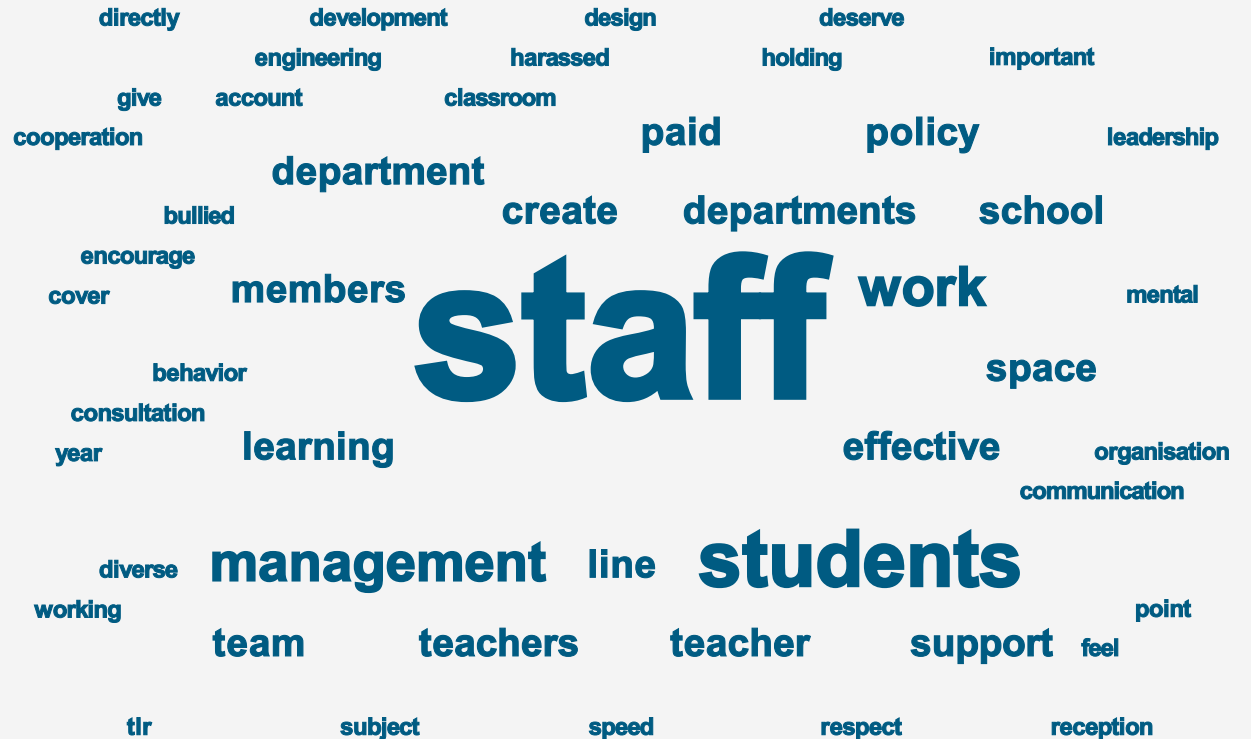 directly development design deserve
engineering harassed holding important
give account classroom
cooperation paid policy leadership
department
bullied create departments school
encourage
cover members staff work mental
behavior space
consultation
year learning effective organisation
communication
diverse management line students
working point
team teachers teacher support feel
tlr subject speed respect reception